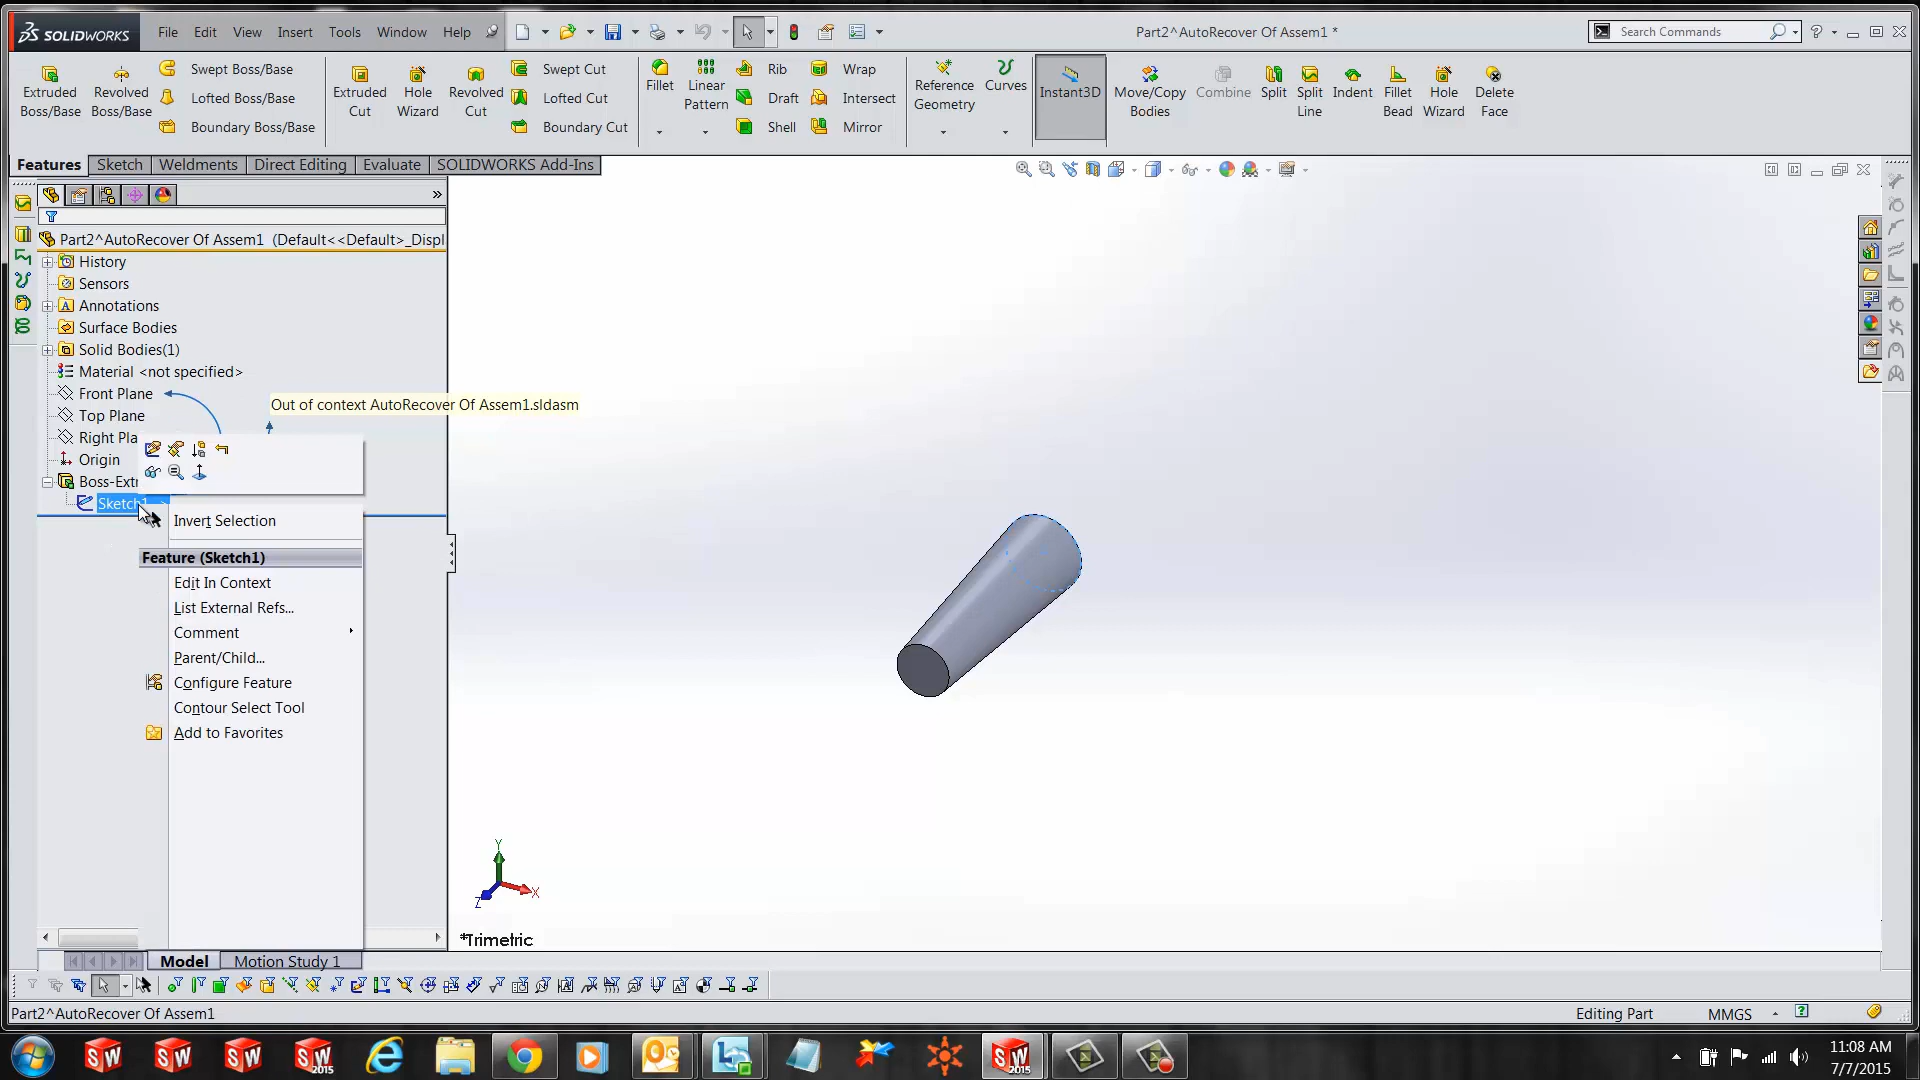 SOLIDWORKS File Edit View Insert Tools Window Help Part2^AutoRecover Of Assem1 * Search Commands ?
Extruded Boss/Base
Revolved Boss/Base
Swept Boss/Base
Lofted Boss/Base
Boundary Boss/Base
Extruded Cut
Hole Wizard
Revolved Cut
Swept Cut
Lofted Cut
Boundary Cut
Fillet
Linear Pattern
Rib
Draft
Shell
Wrap
Intersect
Mirror
Reference Geometry
Curves
Instant3D
Move/Copy Bodies
Combine
Split
Split Line
Indent
Fillet Bead
Hole Wizard
Delete Face
Features Sketch Weldments Direct Editing Evaluate SOLIDWORKS Add-Ins
»
Part2^AutoRecover Of Assem1 (Default<<Default>_Displ
History
Sensors
Annotations
Surface Bodies
Solid Bodies(1)
Material <not specified>
Front Plane
Out of context AutoRecover Of Assem1.sldasm
Top Plane
Right Pla
Origin
Boss-Extr
Sketch1
Invert Selection
Feature (Sketch1)
Edit In Context
List External Refs...
Comment
Parent/Child...
Configure Feature
Contour Select Tool
Add to Favorites
Y
X
Z
*Trimetric
Model Motion Study 1
Part2^AutoRecover Of Assem1 Editing Part MMGS ?
SW SW SW SW 2015 SW 2015
11:08 AM
7/7/2015